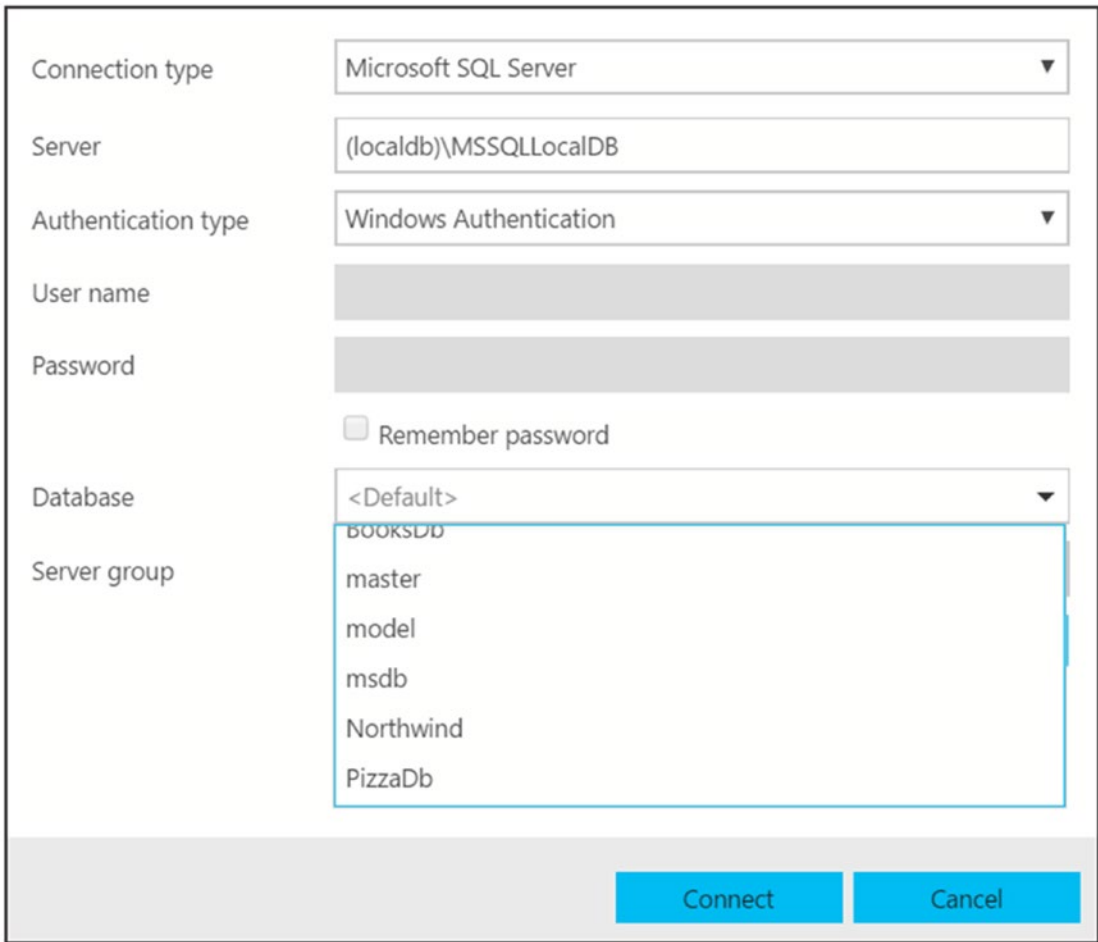 Connection type
Microsoft SQL Server
Server
(localdb)\MSSQLLocalDB
Authentication type
Windows Authentication
User name
Password
Remember password
Database
<Default>
BooksDb
Server group
master
model
msdb
Northwind
PizzaDb
Connect
Cancel